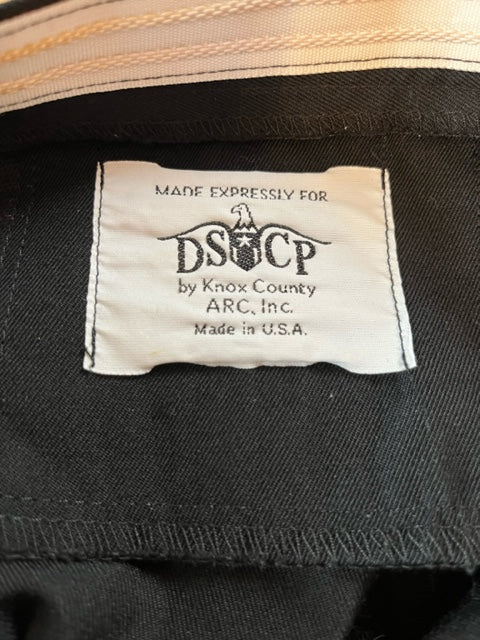 MADE EXPRESSLY FOR
DSCP
by Knox County
ARC, Inc.
Made in U.S.A.